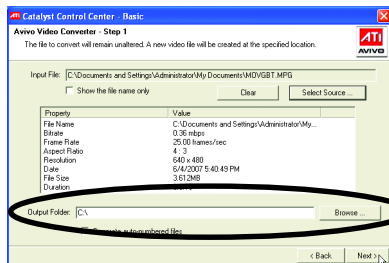 Catalyst Control Center - Basic
Avivo Video Converter - Step 1
The file to convert will remain unaltered. A new video file will be created at the specified location.
ATI
AVIVO
Input File: C:\Documents and Settings\Administrator\My Documents\MOVGBT.MPG
Show the file name only
Clear
Select Source ...
Property Value
File Name C:\Documents and Settings\Administrator\My...
Bitrate 0.36 mbps
Frame Rate 25.00 frames/sec
Aspect Ratio 4 : 3
Resolution 640 x 480
Date 6/4/2007 5:40:49 PM
File Size 3.612MB
Duration
Output Folder: C:\
Browse ...
auto-numbered files
< Back
Next >